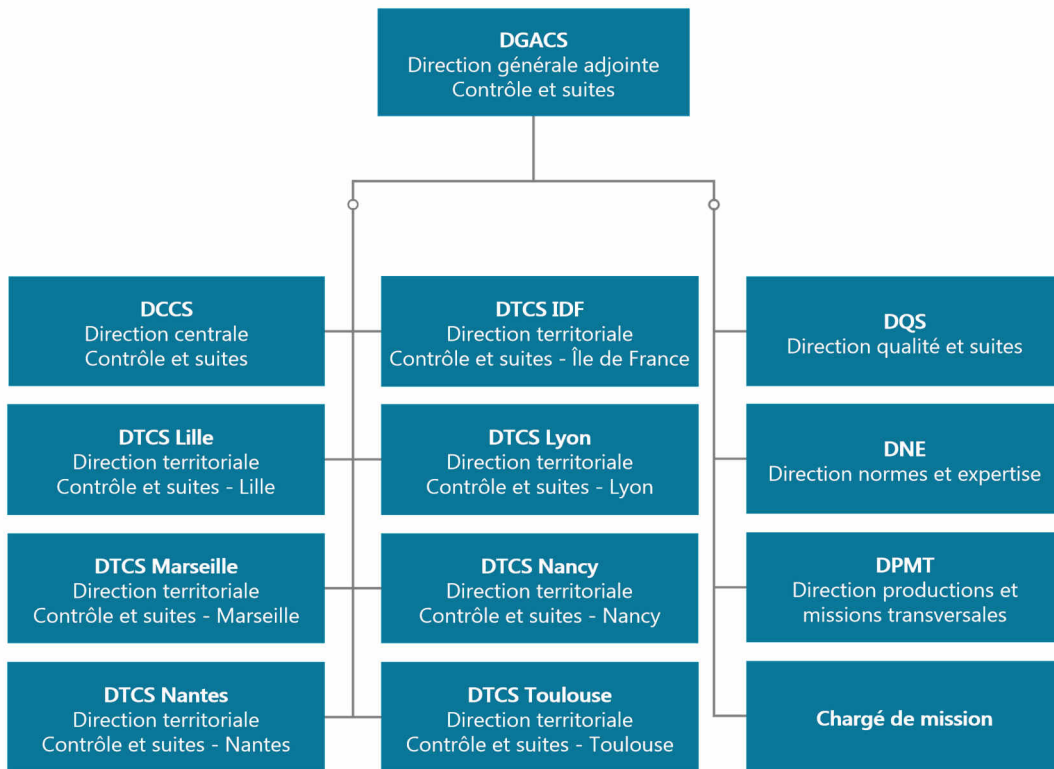 DGACS
Direction générale adjointe
Contrôle et suites
DCCS
Direction centrale
Contrôle et suites
DTCS IDF
Direction territoriale
Contrôle et suites - Île de France
DQS
Direction qualité et suites
DTCS Lille
Direction territoriale
Contrôle et suites - Lille
DTCS Lyon
Direction territoriale
Contrôle et suites - Lyon
DNE
Direction normes et expertise
DTCS Marseille
Direction territoriale
Contrôle et suites - Marseille
DTCS Nancy
Direction territoriale
Contrôle et suites - Nancy
DPMT
Direction productions et
missions transversales
DTCS Nantes
Direction territoriale
Contrôle et suites - Nantes
DTCS Toulouse
Direction territoriale
Contrôle et suites - Toulouse
Chargé de mission